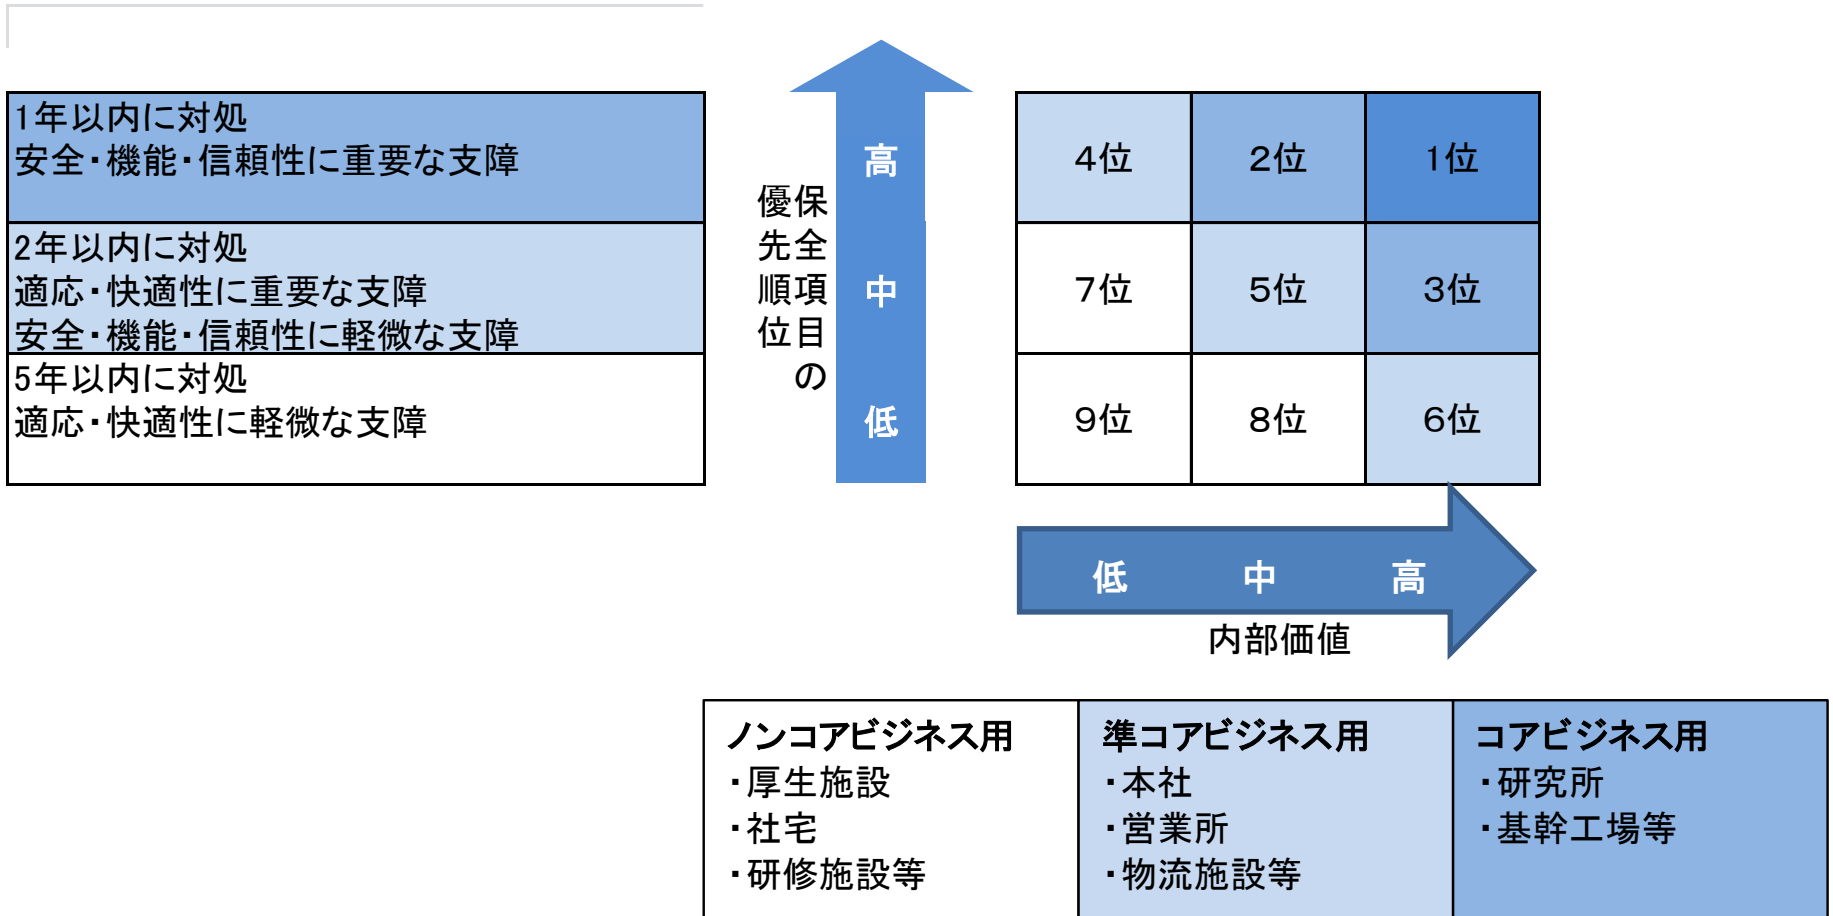 1年以内に対処
安全・機能・信頼性に重要な支障
2年以内に対処
適応・快適性に重要な支障
安全・機能・信頼性に軽微な支障
5年以内に対処
適応・快適性に軽微な支障
保全項目の
優先順位
高
中
低
4位 2位 1位
7位 5位 3位
9位 8位 6位
低 中 高
内部価値
ノンコアビジネス用
・厚生施設
・社宅
・研修施設等
準コアビジネス用
・本社
・営業所
・物流施設等
コアビジネス用
・研究所
・基幹工場等